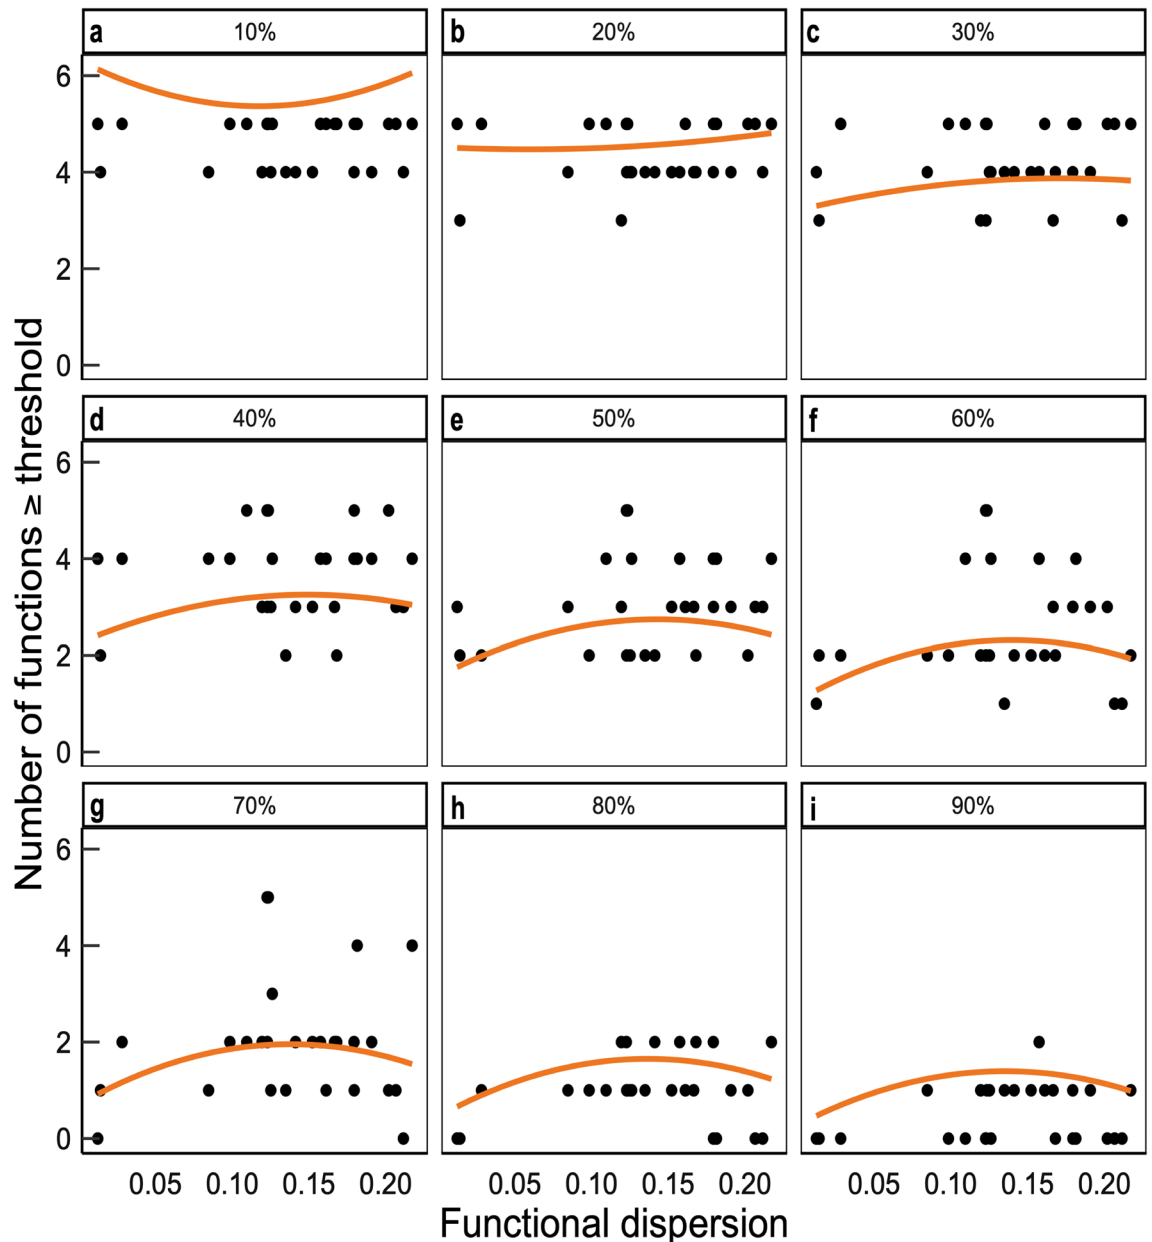 a 10%
b 20%
c 30%
6
4
2
0
d 40%
e 50%
f 60%
6
4
2
0
g 70%
h 80%
i 90%
6
4
2
0
0.05 0.10 0.15 0.20
0.05 0.10 0.15 0.20
0.05 0.10 0.15 0.20
Number of functions ≥ threshold
Functional dispersion